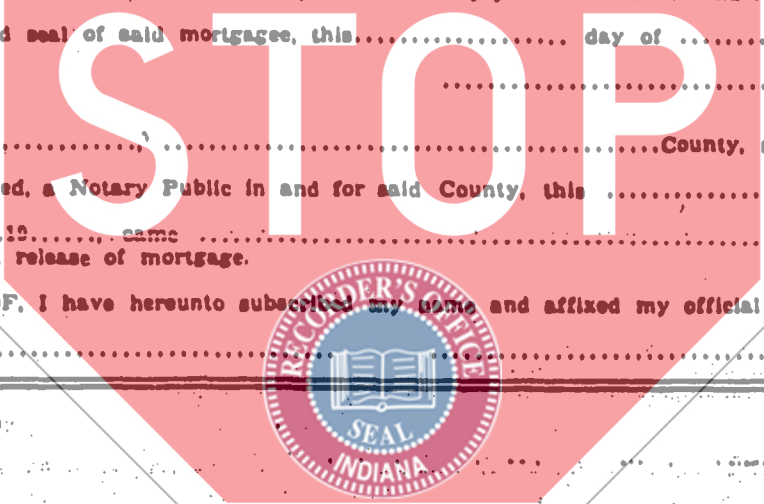 STOP
d seal of said mortgagee, this.................... day of ........
........................................
....................., .......................................................County,
ed, a Notary Public in and for said County, this ....................
19......, came ............................................................
release of mortgage.
F, I have hereunto subscribed my name and affixed my official
RECORDER'S OFFICE
SEAL
INDIANA